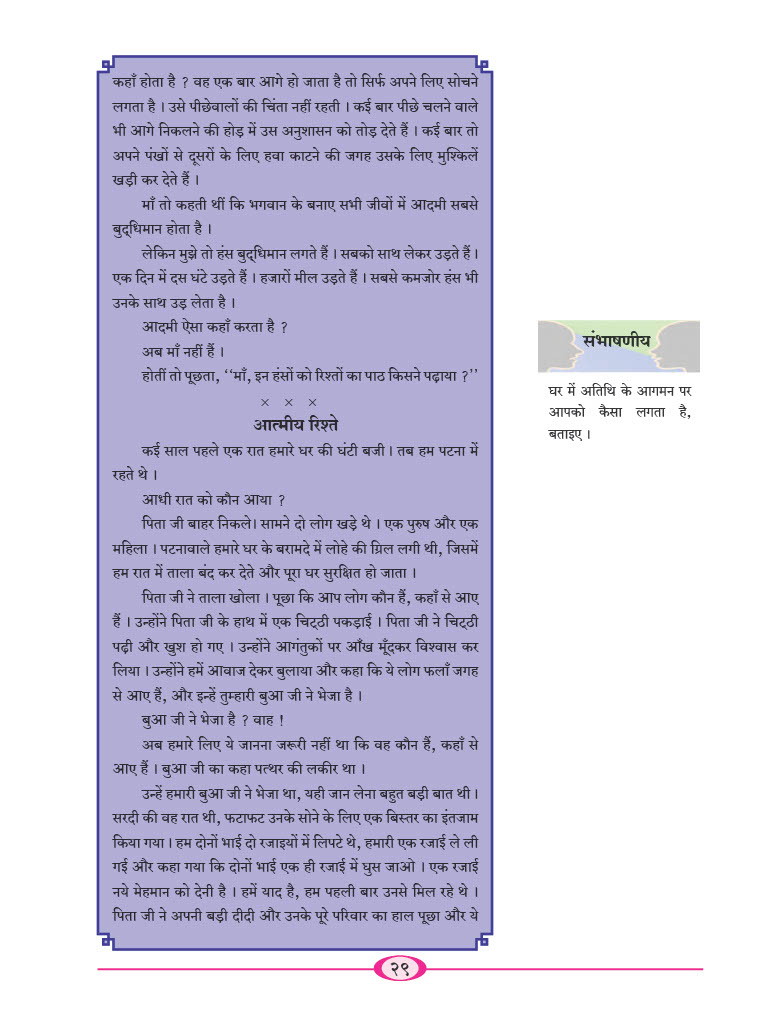 कहाँ होता है ? वह एक बार आगे हो जाता है तो सिर्फ अपने लिए सोचने
लगता है । उसे पीछेवालों की चिंता नहीं रहती । कई बार पीछे चलने वाले
भी आगे निकलने की होड़ में उस अनुशासन को तोड़ देते हैं । कई बार तो
अपने पंखों से दूसरों के लिए हवा काटने की जगह उसके लिए मुश्किलें
खड़ी कर देते हैं ।
माँ तो कहती थीं कि भगवान के बनाए सभी जीवों में आदमी सबसे
बुद्धिमान होता है ।
लेकिन मुझे तो हंस बुद्धिमान लगते हैं । सबको साथ लेकर उड़ते हैं ।
एक दिन में दस घंटे उड़ते हैं । हजारों मील उड़ते हैं । सबसे कमजोर हंस भी
उनके साथ उड़ लेता है ।
आदमी ऐसा कहाँ करता है ?
अब माँ नहीं हैं ।
होतीं तो पूछता, ‘‘माँ, इन हंसों को रिश्तों का पाठ किसने पढ़ाया ?’’
× × ×
आत्मीय रिश्ते
कई साल पहले एक रात हमारे घर की घंटी बजी । तब हम पटना में
रहते थे ।
आधी रात को कौन आया ?
पिता जी बाहर निकले। सामने दो लोग खड़े थे । एक पुरुष और एक
महिला । पटनावाले हमारे घर के बरामदे में लोहे की ग्रिल लगी थी, जिसमें
हम रात में ताला बंद कर देते और पूरा घर सुरक्षित हो जाता ।
पिता जी ने ताला खोला । पूछा कि आप लोग कौन हैं, कहाँ से आए
हैं । उन्होंने पिता जी के हाथ में एक चिट्ठी पकड़ाई । पिता जी ने चिट्ठी
पढ़ी और खुश हो गए । उन्होंने आगंतुकों पर आँख मूँदकर विश्वास कर
लिया । उन्होंने हमें आवाज देकर बुलाया और कहा कि ये लोग फलाँ जगह
से आए हैं, और इन्हें तुम्हारी बुआ जी ने भेजा है ।
बुआ जी ने भेजा है ? वाह !
अब हमारे लिए ये जानना जरूरी नहीं था कि वह कौन हैं, कहाँ से
आए हैं । बुआ जी का कहा पत्थर की लकीर था ।
उन्हें हमारी बुआ जी ने भेजा था, यही जान लेना बहुत बड़ी बात थी ।
सरदी की वह रात थी, फटाफट उनके सोने के लिए एक बिस्तर का इंतजाम
किया गया । हम दोनों भाई दो रजाइयों में लिपटे थे, हमारी एक रजाई ले ली
गई और कहा गया कि दोनों भाई एक ही रजाई में घुस जाओ । एक रजाई
नये मेहमान को देनी है । हमें याद है, हम पहली बार उनसे मिल रहे थे ।
पिता जी ने अपनी बड़ी दीदी और उनके पूरे परिवार का हाल पूछा और ये
संभाषणीय
घर में अतिथि के आगमन पर
आपको कैसा लगता है,
बताइए ।
२९